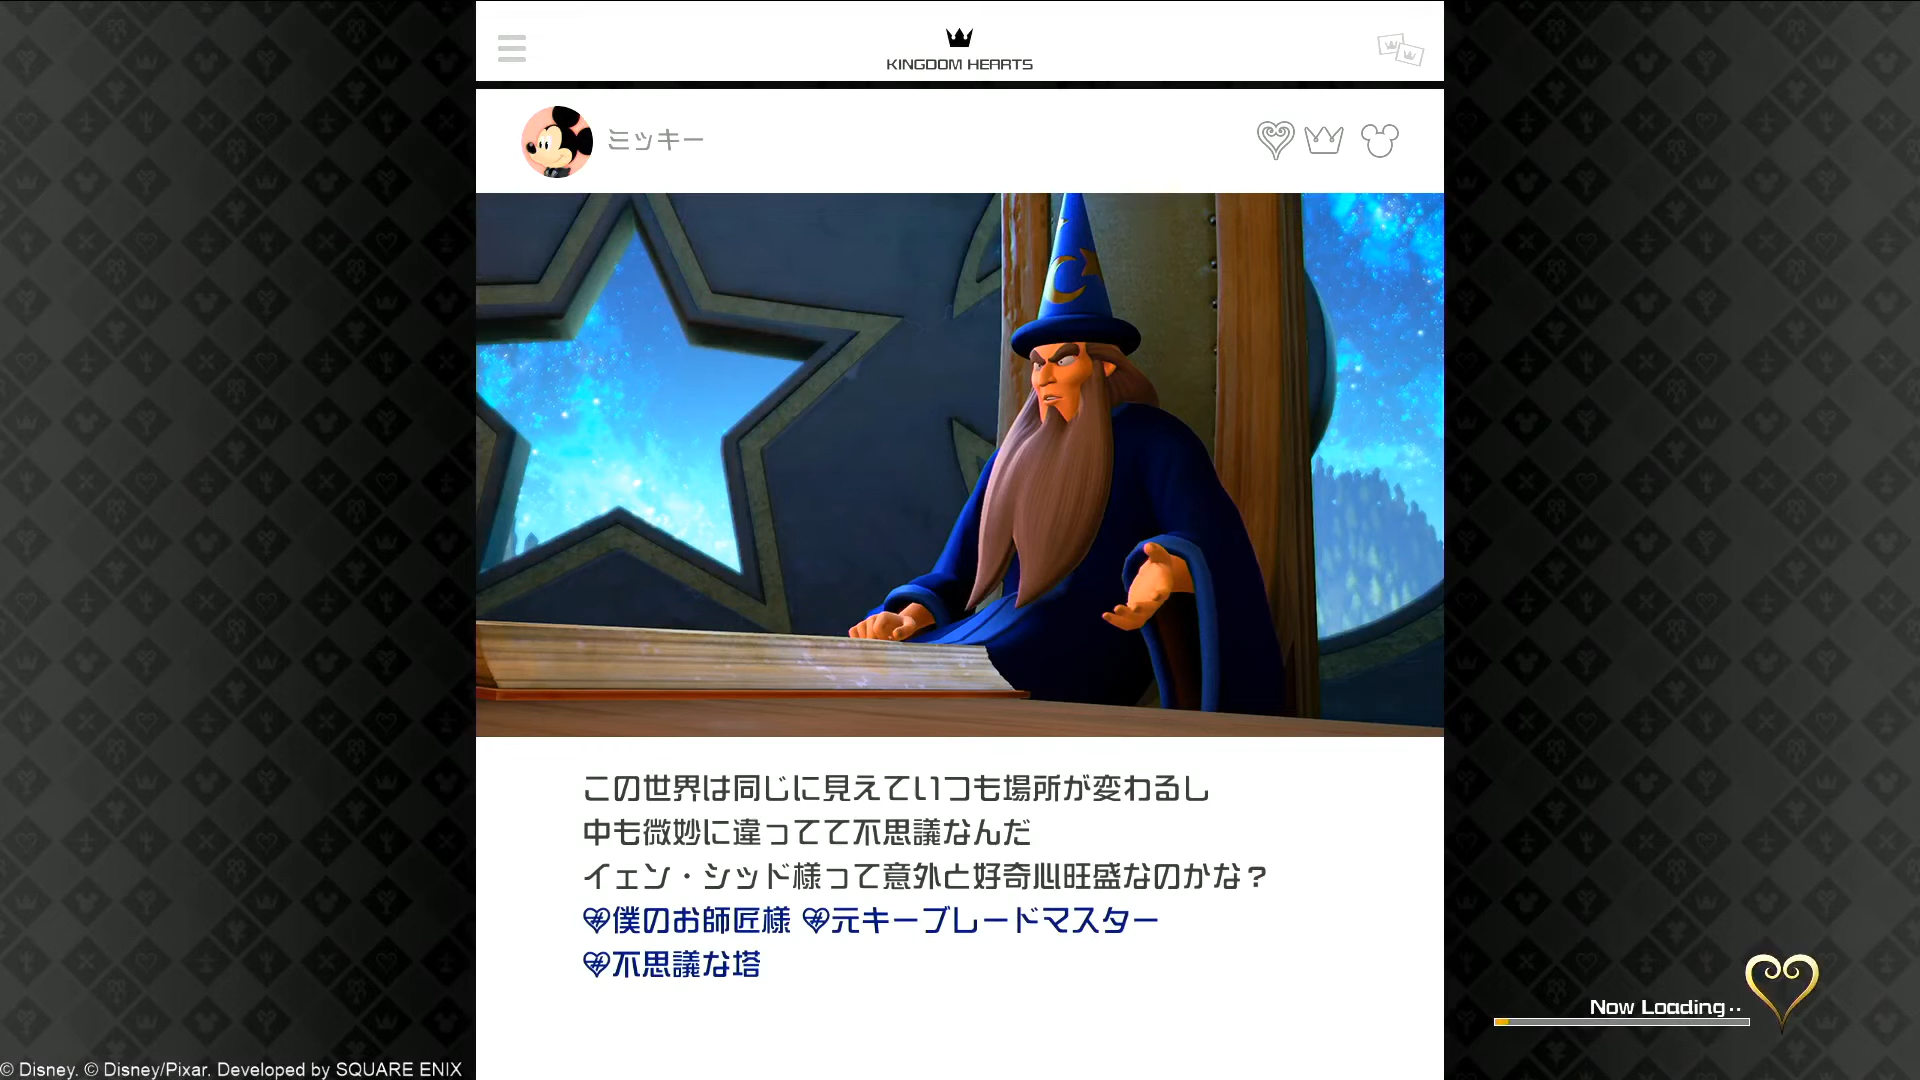 KINGDOM HEARTS
ミッキー
この世界は同じに見えていつも場所が変わるし
中も微妙に違ってて不思議なんだ
イェン・シッド様って意外と好奇心旺盛なのかな？
#僕のお師匠様 #元キーブレードマスター
#不思議な塔
Now Loading..
© Disney. © Disney/Pixar. Developed by SQUARE ENIX